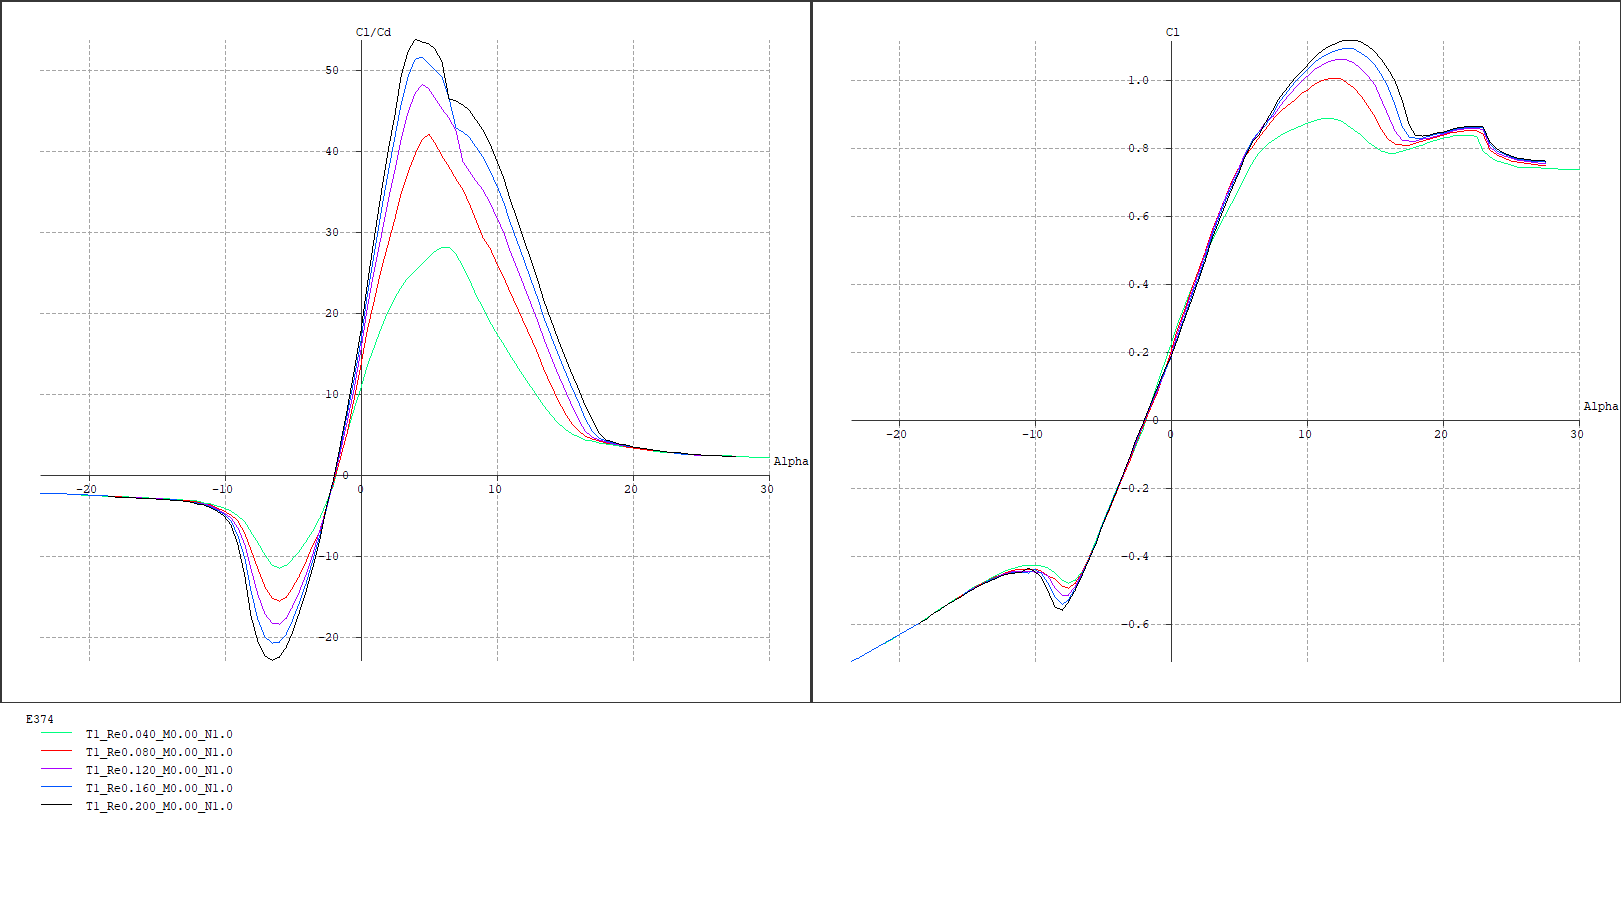 Cl/Cd
50
40
30
20
10
0
-10
-20
-20
-10
0
10
20
30
Alpha
Cl
1.0
0.8
0.6
0.4
0.2
0
-0.2
-0.4
-0.6
-20
-10
0
10
20
30
Alpha
E374
T1_Re0.040_M0.00_N1.0
T1_Re0.080_M0.00_N1.0
T1_Re0.120_M0.00_N1.0
T1_Re0.160_M0.00_N1.0
T1_Re0.200_M0.00_N1.0